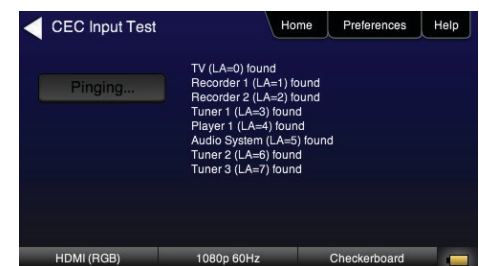 CEC Input Test
Home Preferences Help
Pinging...
TV (LA=0) found
Recorder 1 (LA=1) found
Recorder 2 (LA=2) found
Tuner 1 (LA=3) found
Player 1 (LA=4) found
Audio System (LA=5) found
Tuner 2 (LA=6) found
Tuner 3 (LA=7) found
HDMI (RGB) 1080p 60Hz Checkerboard